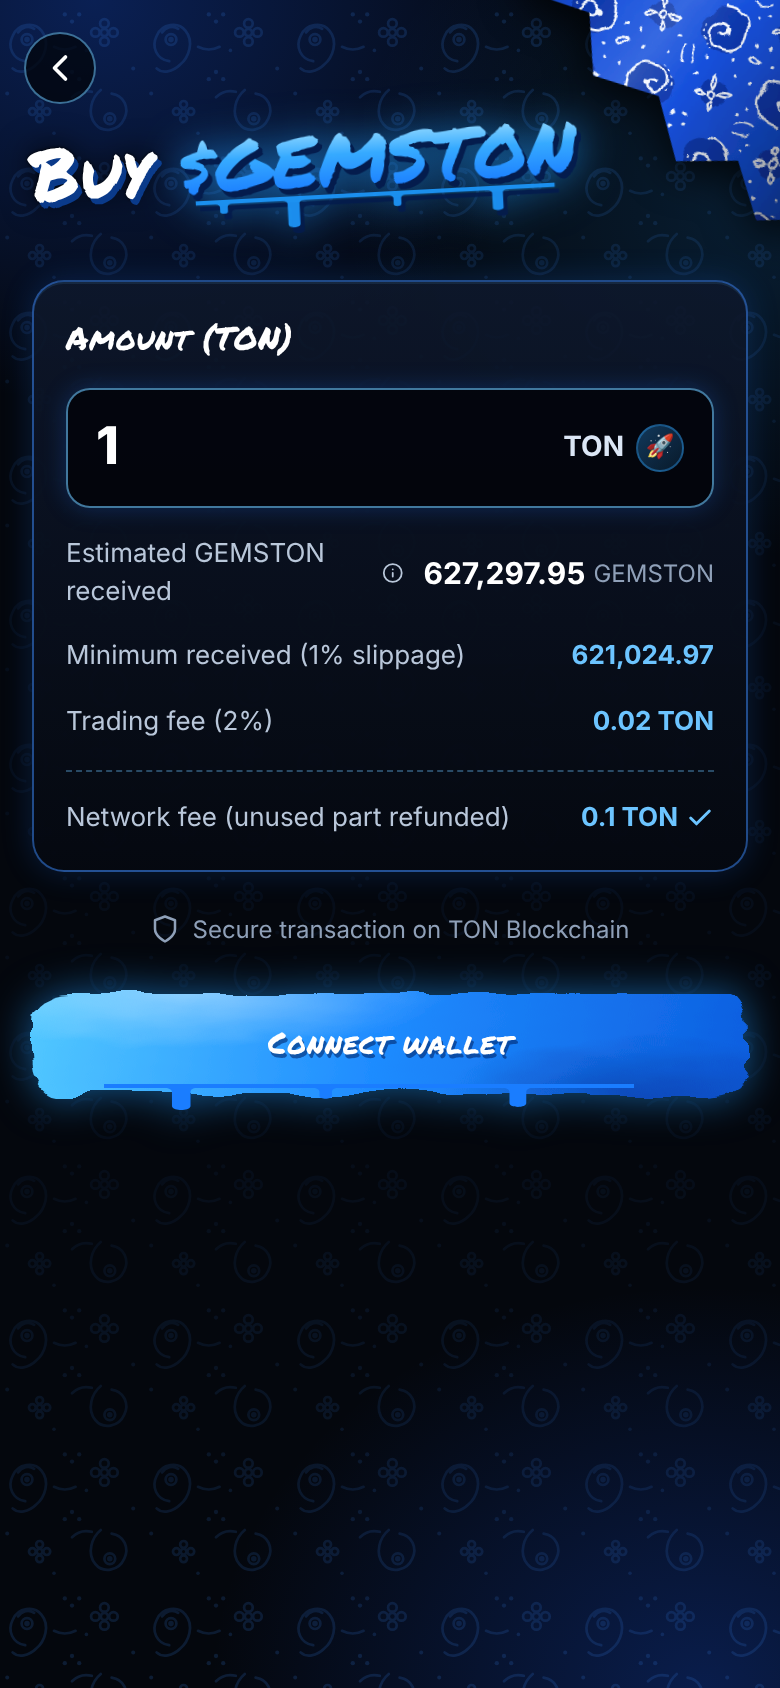 Buy $GEMSTON
Amount (TON)
1 TON
Estimated GEMSTON
received
627,297.95 GEMSTON
Minimum received (1% slippage) 621,024.97
Trading fee (2%) 0.02 TON
Network fee (unused part refunded) 0.1 TON
Secure transaction on TON Blockchain
Connect wallet